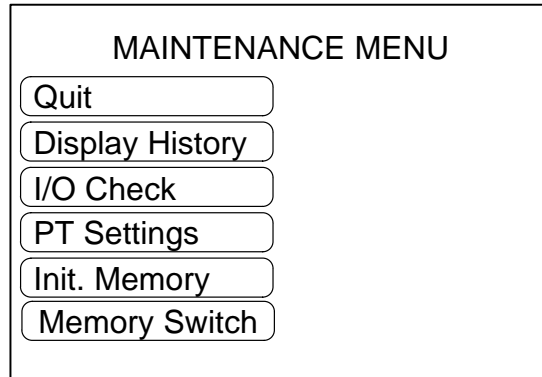 MAINTENANCE MENU
Quit
Display History
I/O Check
PT Settings
Init. Memory
Memory Switch